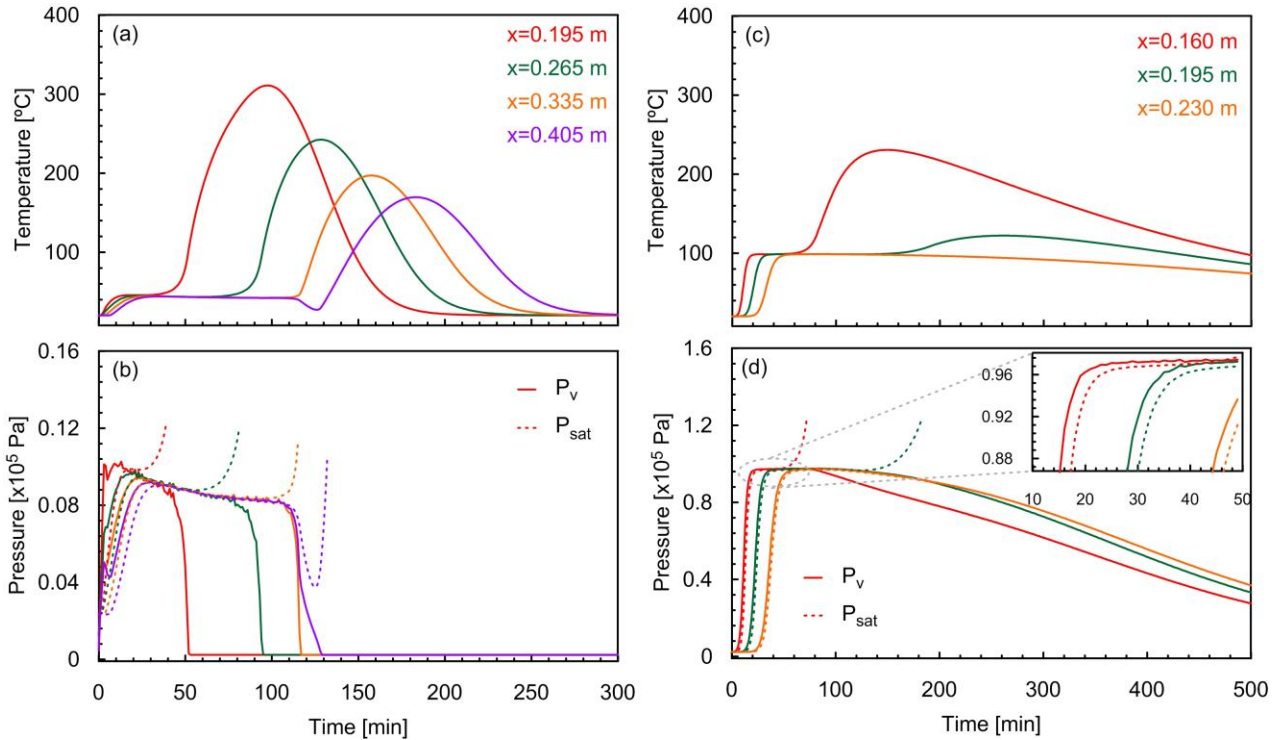 (a)
x=0.195 m
x=0.265 m
x=0.335 m
x=0.405 m
Temperature [ºC]
400
300
200
100
(c)
x=0.160 m
x=0.195 m
x=0.230 m
Temperature [ºC]
400
300
200
100
(b)
P_v
P_sat
Pressure [x10⁵ Pa]
0.16
0.12
0.08
0.04
0
0 50 100 150 200 250 300
Time [min]
(d)
0.96
0.92
0.88
10 20 30 40 50
P_v
P_sat
Pressure [x10⁵ Pa]
1.6
1.2
0.8
0.4
0
0 100 200 300 400 500
Time [min]